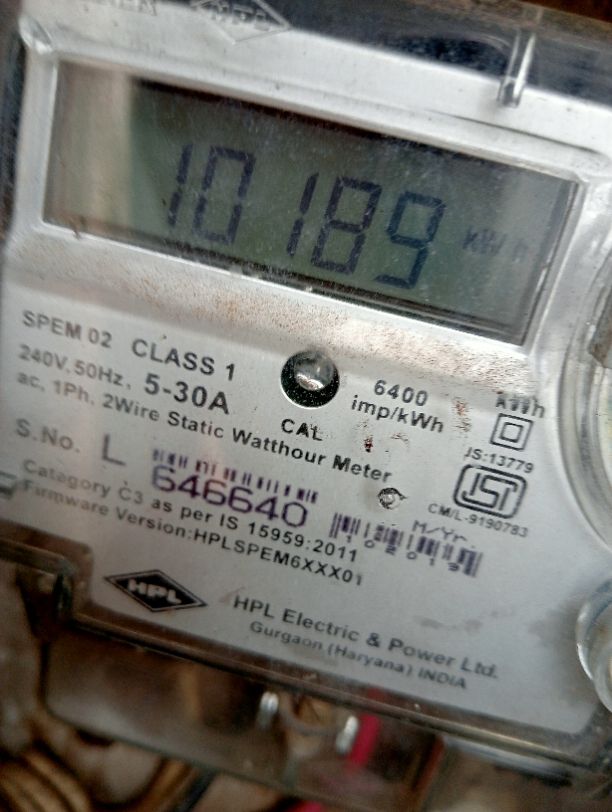 10189 kWh
SPEM 02 CLASS 1
240V, 50Hz, 5-30A
ac, 1Ph, 2Wire Static Watthour Meter
CAL
6400
imp/kWh
kWh
IS:13779
ISI
CM/L-9190783
S.No. L 646640
M/Yr.
Category C3 as per IS 15959:2011
Firmware Version:HPLSPEM6XXX01
HPL
HPL Electric & Power Ltd.
Gurgaon (Haryana) INDIA